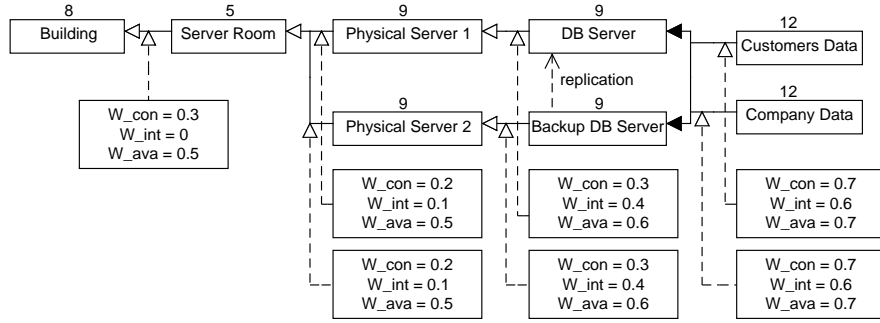 8
Building
5
Server Room
9
Physical Server 1
9
DB Server
12
Customers Data
replication
9
Physical Server 2
9
Backup DB Server
12
Company Data
W_con = 0.3
W_int = 0
W_ava = 0.5
W_con = 0.2
W_int = 0.1
W_ava = 0.5
W_con = 0.3
W_int = 0.4
W_ava = 0.6
W_con = 0.7
W_int = 0.6
W_ava = 0.7
W_con = 0.2
W_int = 0.1
W_ava = 0.5
W_con = 0.3
W_int = 0.4
W_ava = 0.6
W_con = 0.7
W_int = 0.6
W_ava = 0.7